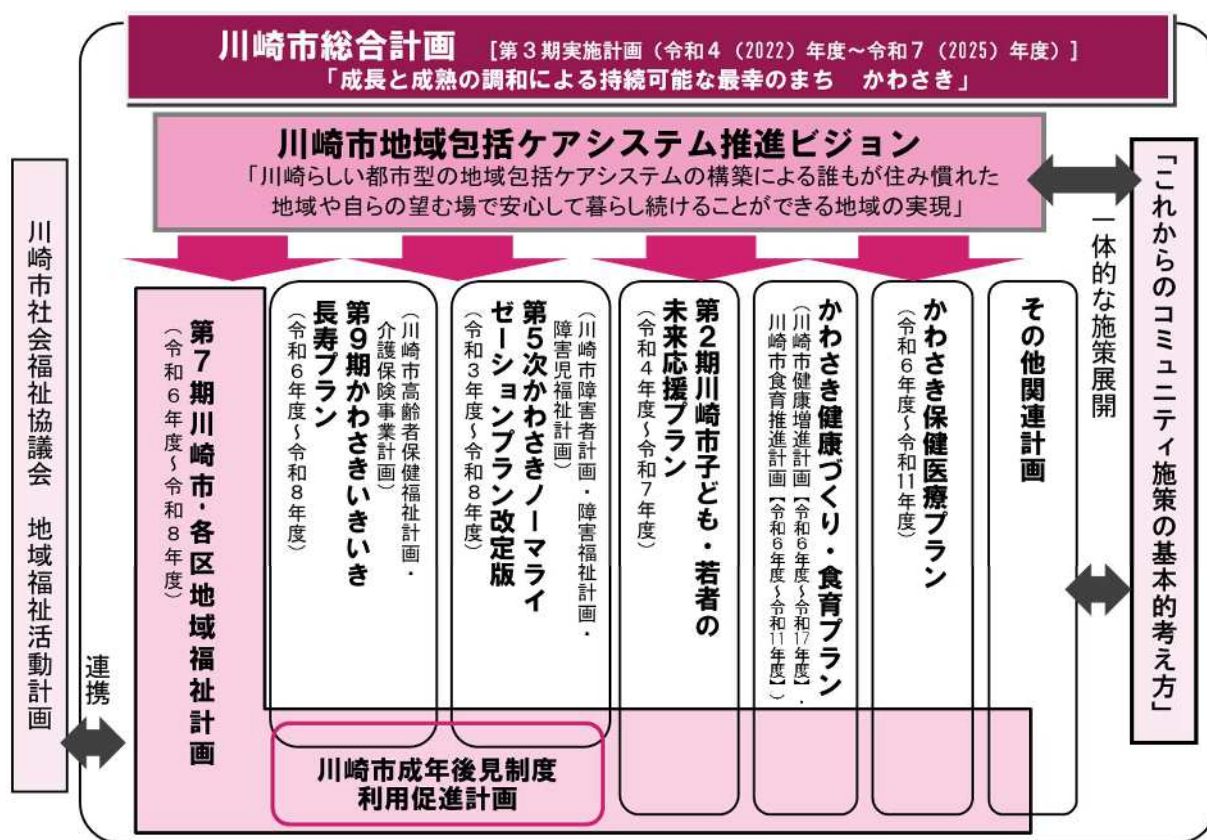 川崎市総合計画 [第3期実施計画(令和4(2022)年度~令和7(2025)年度)]
「成長と成熟の調和による持続可能な最幸のまち　かわさき」
川崎市地域包括ケアシステム推進ビジョン
「川崎らしい都市型の地域包括ケアシステムの構築による誰もが住み慣れた
地域や自らの望む場で安心して暮らし続けることができる地域の実現」
「これからのコミュニティ施策の基本的考え方」
一体的な施策展開
その他関連計画
かわさき保健医療プラン
(令和6年度~令和11年度)
かわさき健康づくり・食育プラン
(川崎市健康増進計画【令和6年度~令和17年度】・
川崎市食育推進計画【令和6年度~令和11年度】)
第2期川崎市子ども・若者の
未来応援プラン
(令和4年度~令和7年度)
(川崎市障害者計画・障害福祉計画・
障害児福祉計画)
第5次かわさきノーマライ
ゼーションプラン改定版
(令和3年度~令和8年度)
(川崎市高齢者保健福祉計画・
介護保険事業計画)
第9期かわさきいきいき
長寿プラン
(令和6年度~令和8年度)
第7期川崎市・各区地域福祉計画
(令和6年度~令和8年度)
川崎市成年後見制度
利用促進計画
連携
川崎市社会福祉協議会　地域福祉活動計画